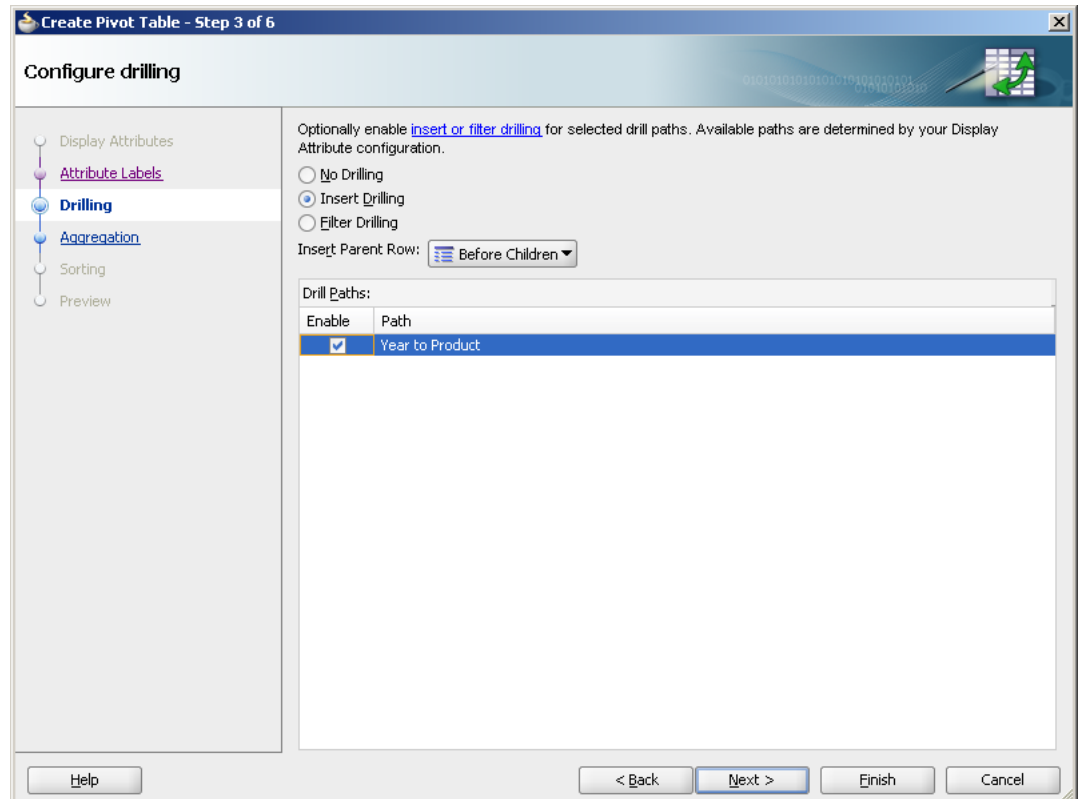 Create Pivot Table - Step 3 of 6
Configure drilling
Display Attributes
Attribute Labels
Drilling
Aggregation
Sorting
Preview
Optionally enable insert or filter drilling for selected drill paths. Available paths are determined by your Display
Attribute configuration.
No Drilling
Insert Drilling
Filter Drilling
Insert Parent Row: Before Children
Drill Paths:
Enable Path
Year to Product
Help < Back Next > Finish Cancel